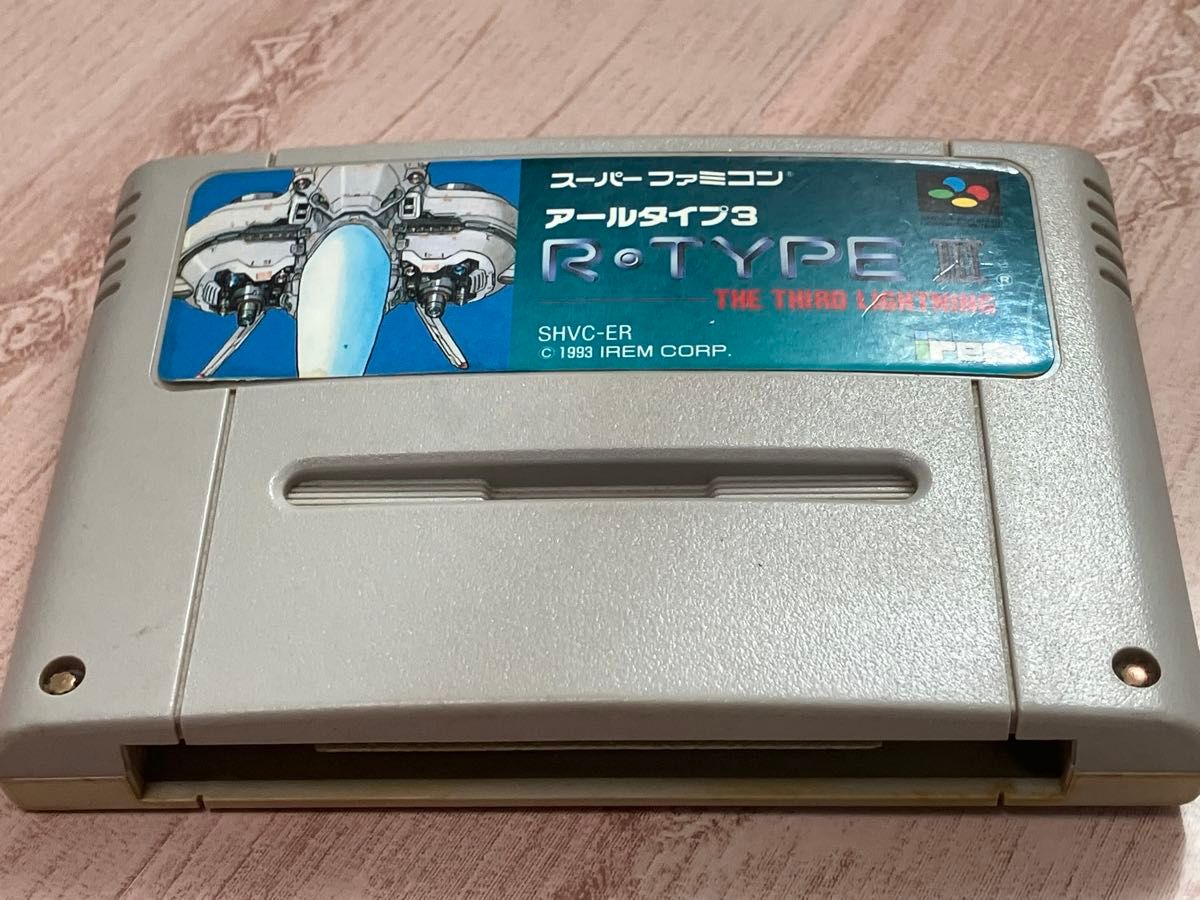 スーパーファミコン®
アールタイプ3
R・TYPE III®
THE THIRD LIGHTNING
SHVC-ER
© 1993 IREM CORP.
irem